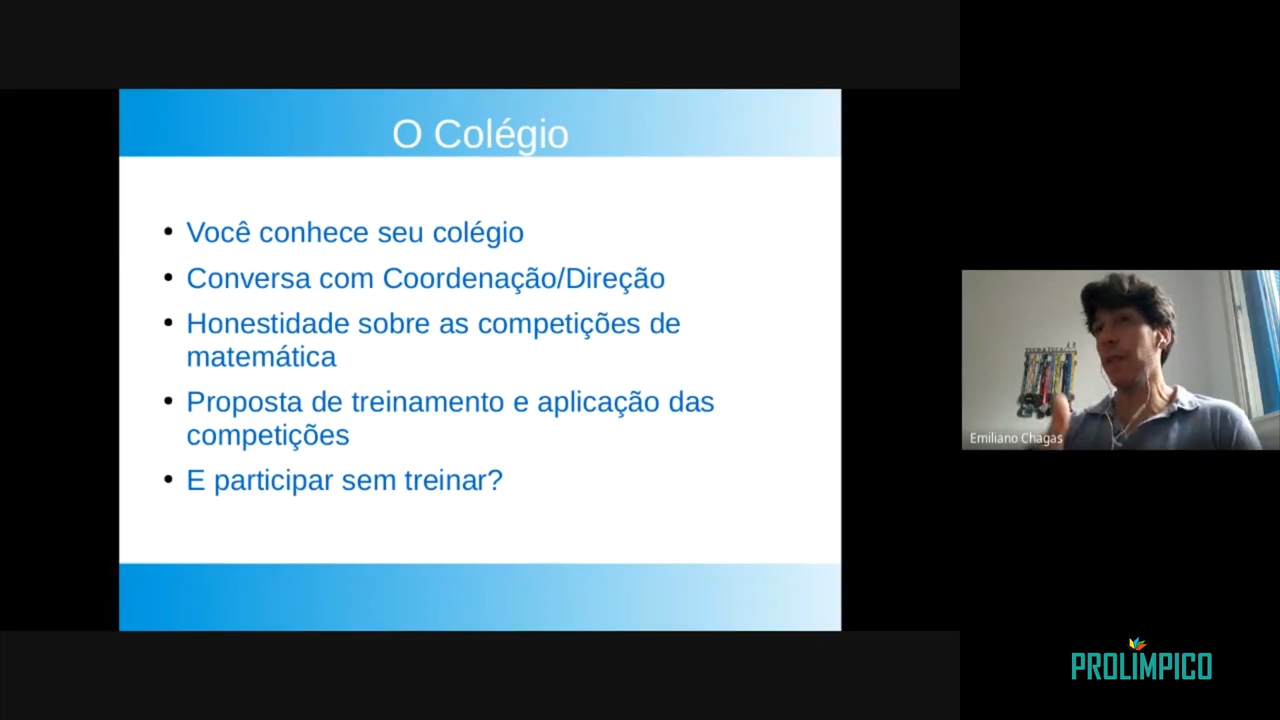 O Colégio
Você conhece seu colégio
Conversa com Coordenação/Direção
Honestidade sobre as competições de
matemática
Proposta de treinamento e aplicação das
competições
E participar sem treinar?
Emiliano Chagas
PROLÍMPICO